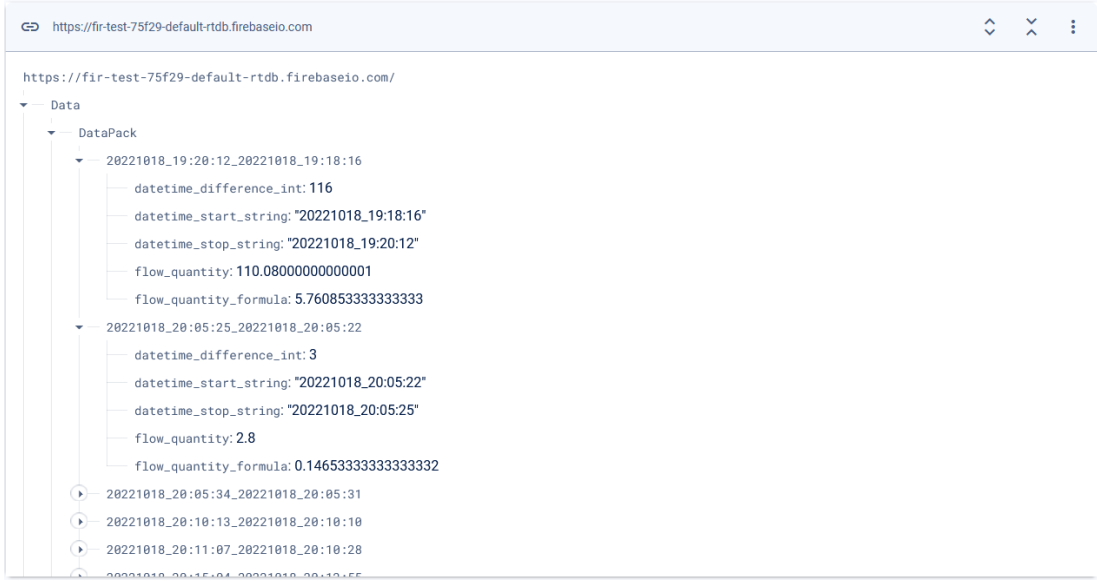 https://fir-test-75f29-default-rtdb.firebaseio.com
https://fir-test-75f29-default-rtdb.firebaseio.com/
Data
DataPack
20221018_19:20:12_20221018_19:18:16
datetime_difference_int: 116
datetime_start_string: "20221018_19:18:16"
datetime_stop_string: "20221018_19:20:12"
flow_quantity: 110.08000000000001
flow_quantity_formula: 5.760853333333333
20221018_20:05:25_20221018_20:05:22
datetime_difference_int: 3
datetime_start_string: "20221018_20:05:22"
datetime_stop_string: "20221018_20:05:25"
flow_quantity: 2.8
flow_quantity_formula: 0.14653333333333332
20221018_20:05:34_20221018_20:05:31
20221018_20:10:13_20221018_20:10:10
20221018_20:11:07_20221018_20:10:28